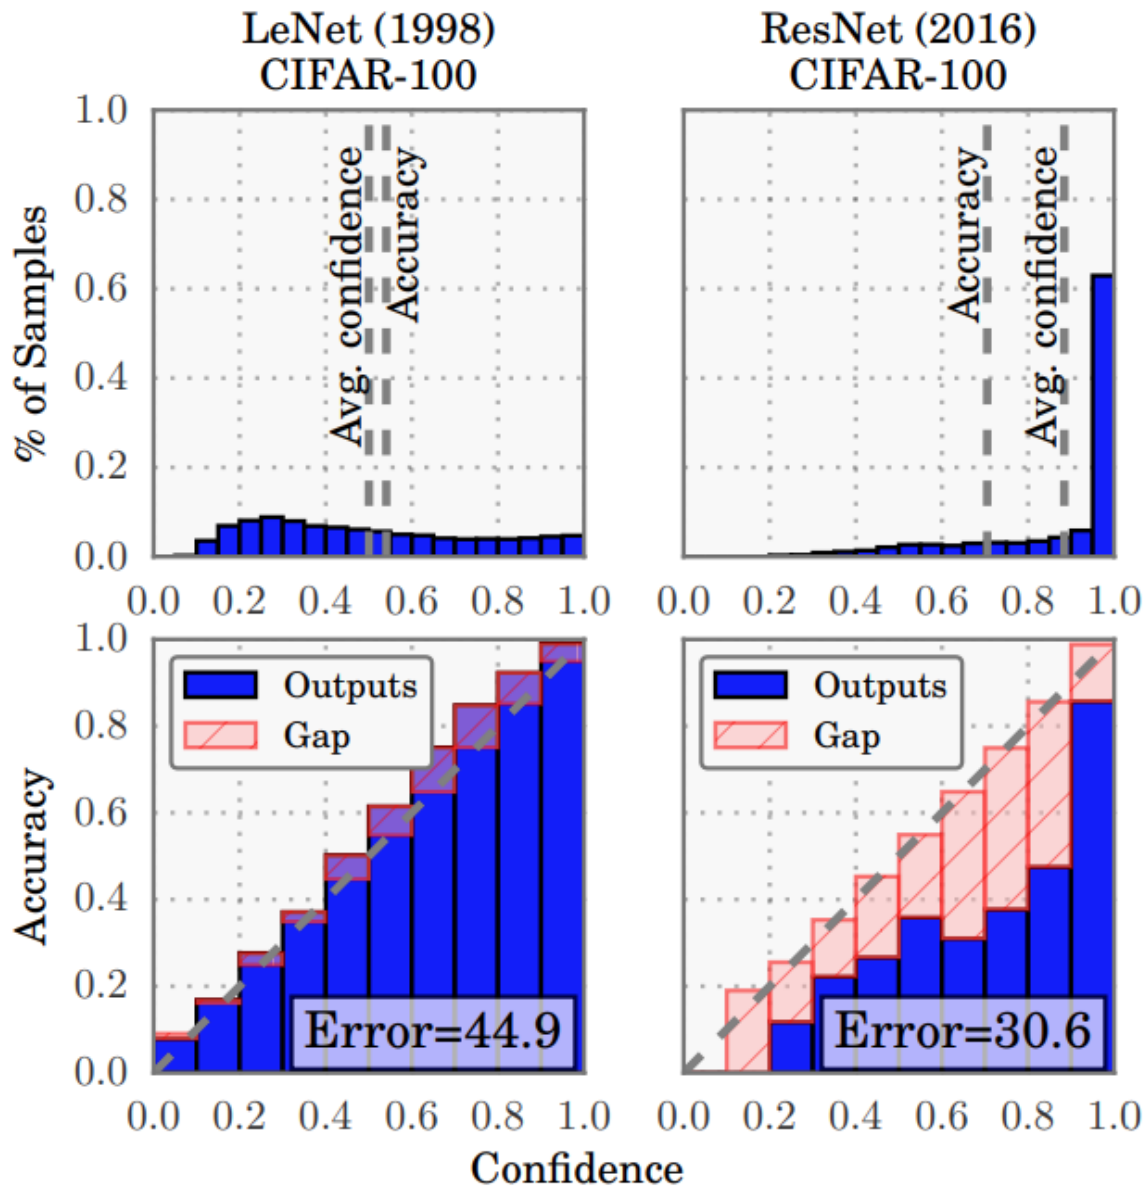 LeNet (1998)
CIFAR-100
ResNet (2016)
CIFAR-100
% of Samples
1.0
0.8
0.6
0.4
0.2
0.0
Avg. confidence
Accuracy
0.0 0.2 0.4 0.6 0.8 1.0
Accuracy
Avg. confidence
0.0 0.2 0.4 0.6 0.8 1.0
Accuracy
1.0
0.8
0.6
0.4
0.2
0.0
Outputs
Gap
Error=44.9
0.0 0.2 0.4 0.6 0.8 1.0
Outputs
Gap
Error=30.6
0.0 0.2 0.4 0.6 0.8 1.0
Confidence